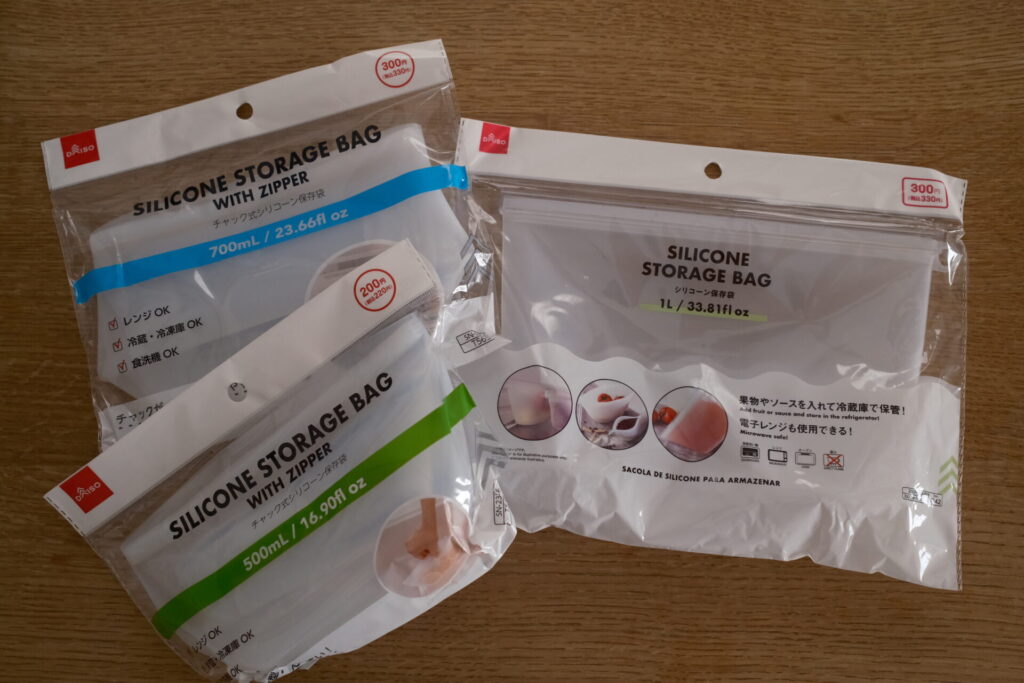 DAISO
300円
(税込330円)
SILICONE STORAGE BAG
WITH ZIPPER
チャック式シリコーン保存袋
700mL / 23.66fl oz
レンジ OK
冷蔵・冷凍庫 OK
食洗機 OK
チャックが
DAISO
200円
(税込220円)
SILICONE STORAGE BAG
WITH ZIPPER
チャック式シリコーン保存袋
500mL / 16.90fl oz
レンジ OK
冷凍庫 OK
DAISO
300円
(税込330円)
SILICONE
STORAGE BAG
シリコーン保存袋
1L / 33.81fl oz
果物やソースを入れて冷蔵庫で保管!
Add fruit or sauce and store in the refrigerator!
電子レンジも使用できる!
Microwave safe!
SACOLA DE SILICONE PARA ARMAZENAR